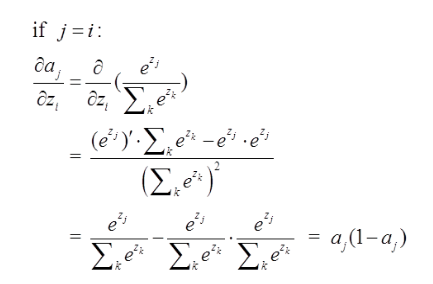 if j=i:
∂a_j/∂z_i = ∂/∂z_i (e^{z_j}/∑_k e^{z_k})
= ((e^{z_j})′·∑_k e^{z_k} − e^{z_j}·e^{z_j})/(∑_k e^{z_k})^2
= e^{z_j}/∑_k e^{z_k} − e^{z_j}/∑_k e^{z_k} · e^{z_j}/∑_k e^{z_k} = a_j(1−a_j)